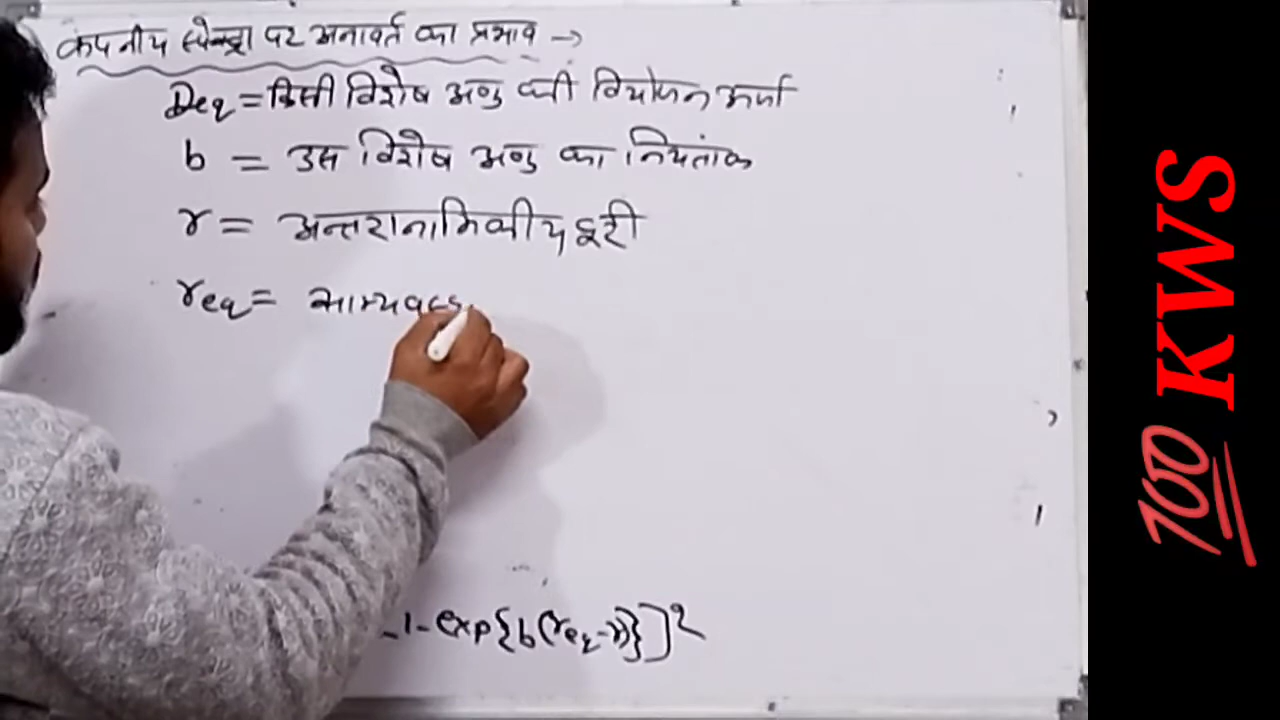 कंपनीय स्पेक्ट्रा पर अनावर्त का प्रभाव →
Deq = किसी विशेष अणु की वियोजन ऊर्जा
b = उस विशेष अणु का नियतांक
r = अन्तरानाभिकीय दूरी
req = साम्यवस्
1-exp{b(req-r)}]2
100 KWS